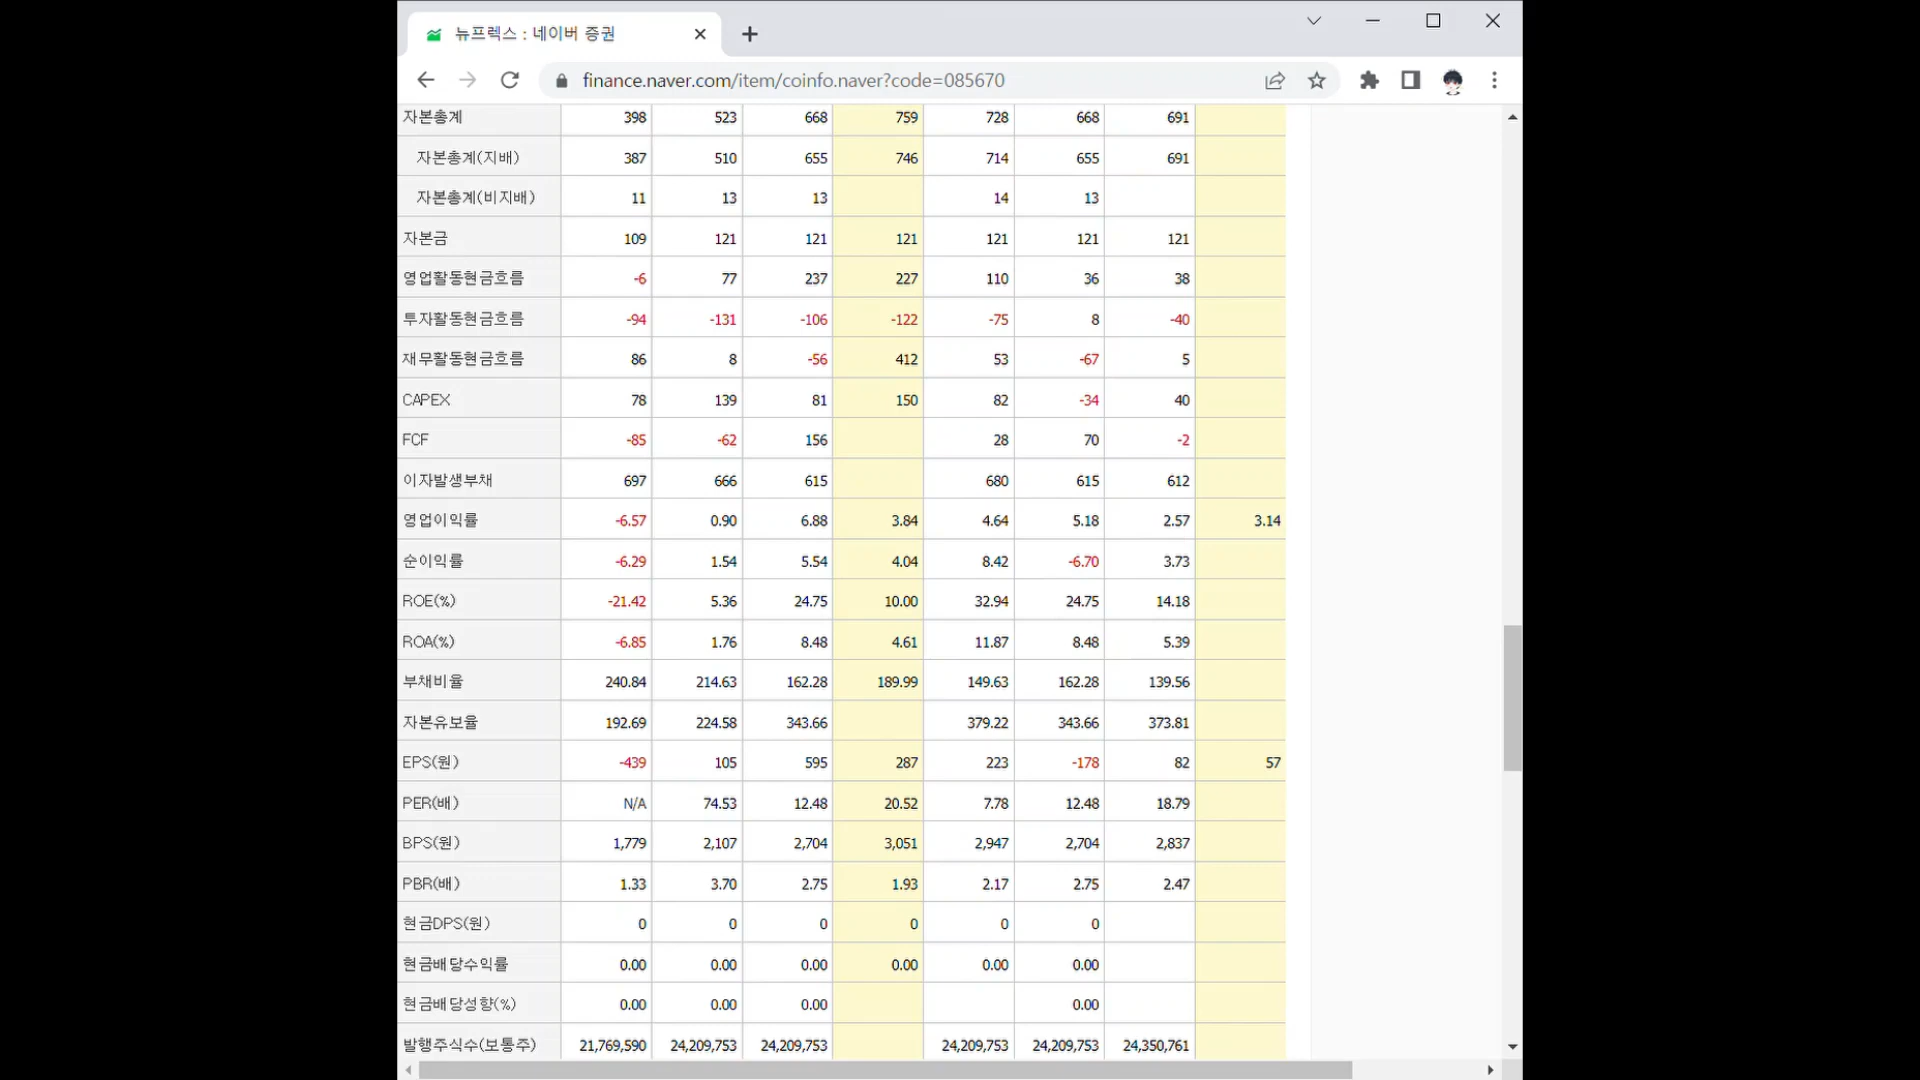 뉴프렉스 : 네이버 증권
finance.naver.com/item/coinfo.naver?code=085670
자본총계 398 523 668 759 728 668 691
자본총계(지배) 387 510 655 746 714 655 691
자본총계(비지배) 11 13 13 14 13
자본금 109 121 121 121 121 121 121
영업활동현금흐름 -6 77 237 227 110 36 38
투자활동현금흐름 -94 -131 -106 -122 -75 8 -40
재무활동현금흐름 86 8 -56 412 53 -67 5
CAPEX 78 139 81 150 82 -34 40
FCF -85 -62 156 28 70 -2
이자발생부채 697 666 615 680 615 612
영업이익률 -6.57 0.90 6.88 3.84 4.64 5.18 2.57 3.14
순이익률 -6.29 1.54 5.54 4.04 8.42 -6.70 3.73
ROE(%) -21.42 5.36 24.75 10.00 32.94 24.75 14.18
ROA(%) -6.85 1.76 8.48 4.61 11.87 8.48 5.39
부채비율 240.84 214.63 162.28 189.99 149.63 162.28 139.56
자본유보율 192.69 224.58 343.66 379.22 343.66 373.81
EPS(원) -439 105 595 287 223 -178 82 57
PER(배) N/A 74.53 12.48 20.52 7.78 12.48 18.79
BPS(원) 1,779 2,107 2,704 3,051 2,947 2,704 2,837
PBR(배) 1.33 3.70 2.75 1.93 2.17 2.75 2.47
현금DPS(원) 0 0 0 0 0 0
현금배당수익률 0.00 0.00 0.00 0.00 0.00 0.00
현금배당성향(%) 0.00 0.00 0.00 0.00
발행주식수(보통주) 21,769,590 24,209,753 24,209,753 24,209,753 24,209,753 24,350,761